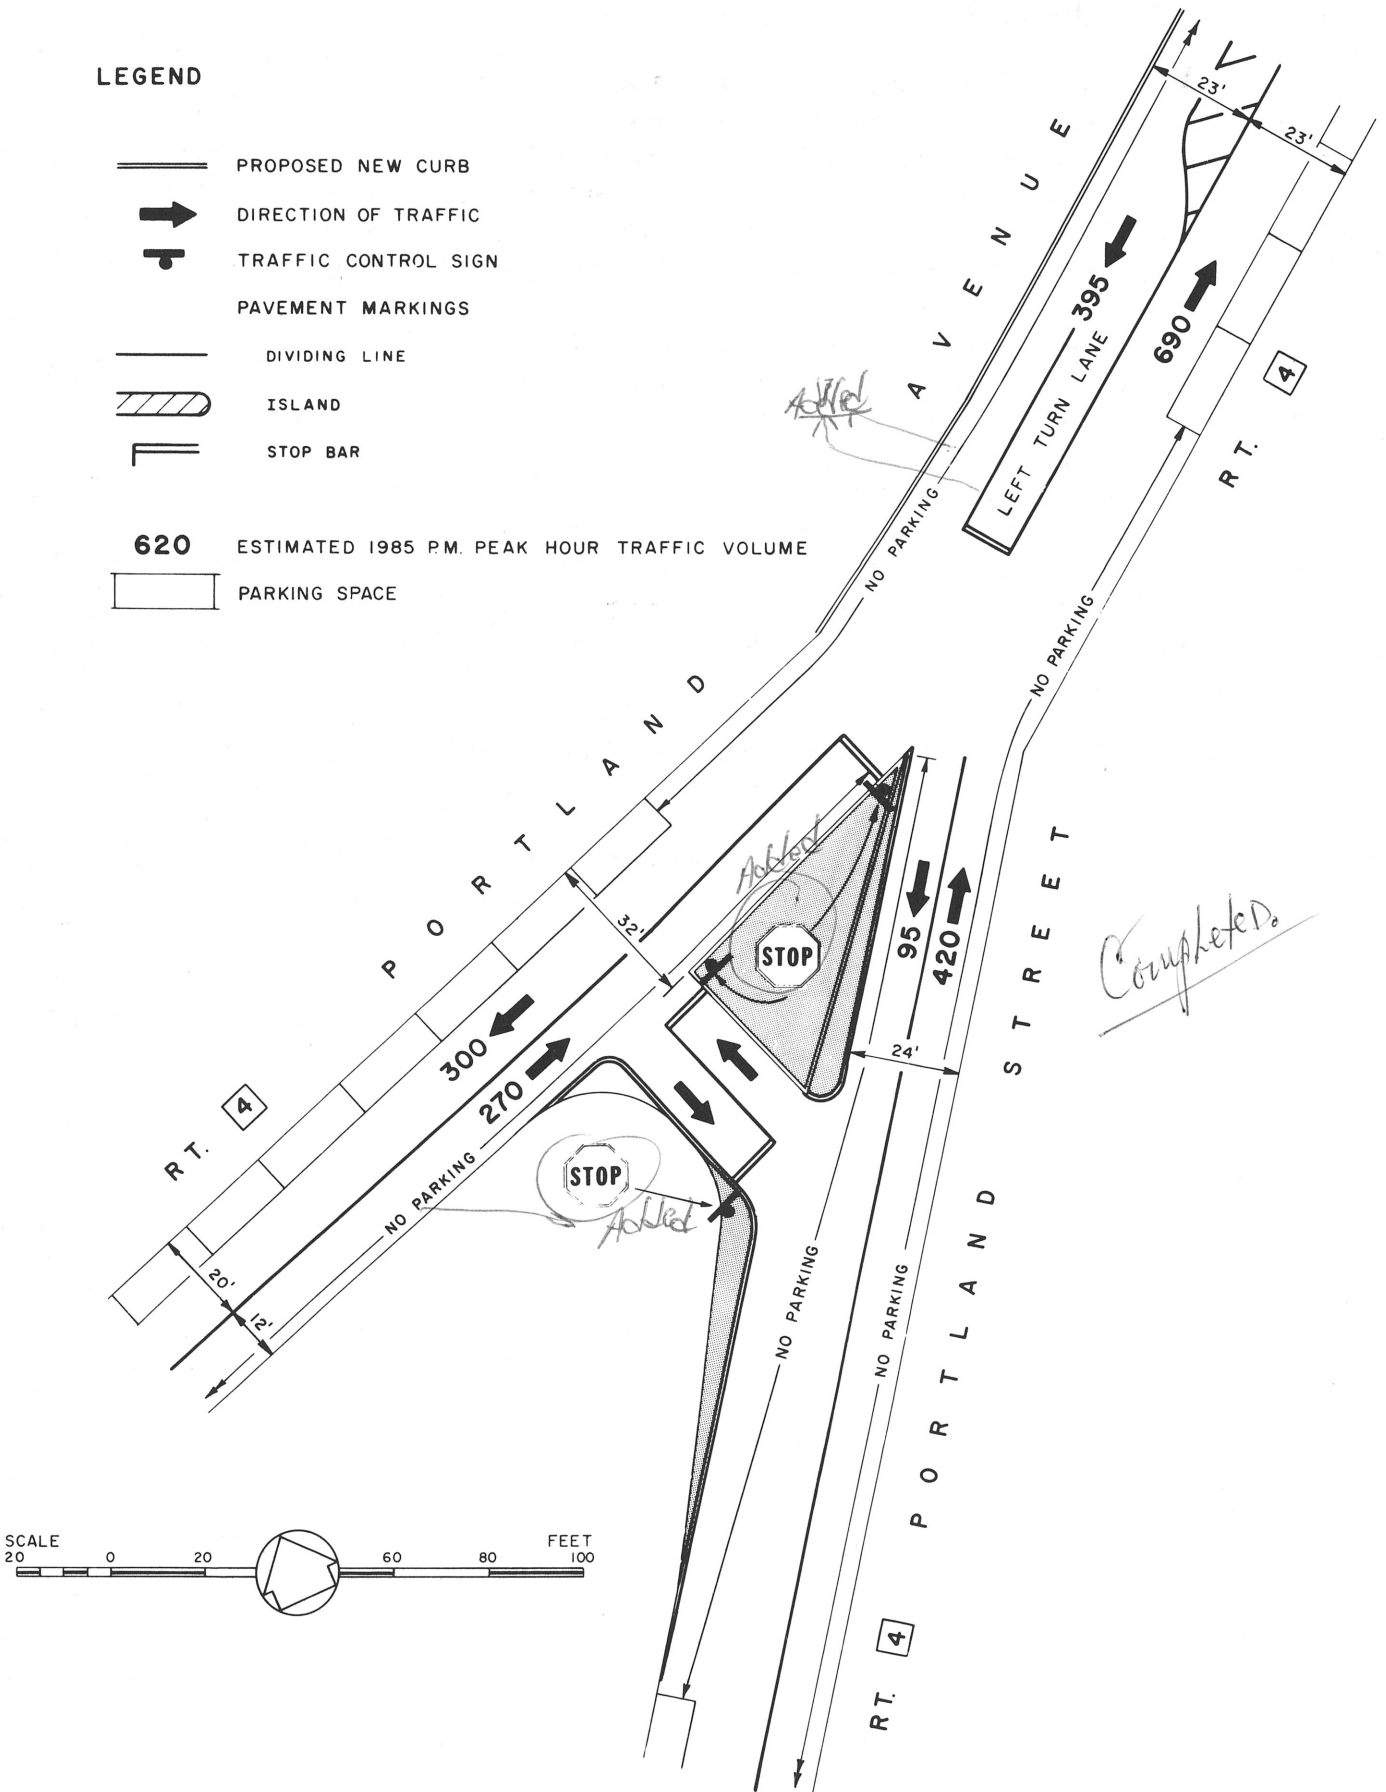 LEGEND
PROPOSED NEW CURB
DIRECTION OF TRAFFIC
TRAFFIC CONTROL SIGN
PAVEMENT MARKINGS
DIVIDING LINE
ISLAND
STOP BAR
620 ESTIMATED 1985 P.M. PEAK HOUR TRAFFIC VOLUME
PARKING SPACE
23'
23'
PORTLAND AVENUE
395
690
LEFT TURN LANE
RT. 4
Added
NO PARKING
NO PARKING
Added
STOP
32'
95
420
PORTLAND STREET
Completed.
24'
300
270
RT. 4
NO PARKING
STOP
Added
20'
12'
NO PARKING
NO PARKING
RT. 4
SCALE FEET
20 0 20 60 80 100